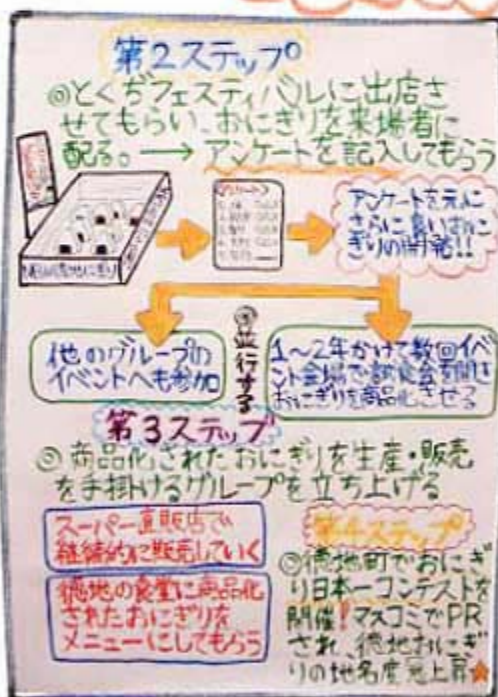 第2ステップ
◎とくぢフェスティバルに出店さ
せてもらい、おにぎりを来場者に
配る。→アンケートを記入してもらう
アンケートを元に
さらに良いおに
ぎりの開発!!
他のグループの
イベントへも参加
◎並行する
1〜2年かけて数回イベ
ント会場で試食会を開き
おにぎりを商品化させる
第3ステップ
◎商品化されたおにぎりを生産・販売
を手掛けるグループを立ち上げる
スーパー直販店で
継続的に販売していく
徳地の食堂に商品化
されたおにぎりを
メニューにしてもらう
第4ステップ
◎徳地町でおにぎ
り日本一コンテストを
開催!マスコミでPR
され、徳地おにぎ
りの地名度急上昇★